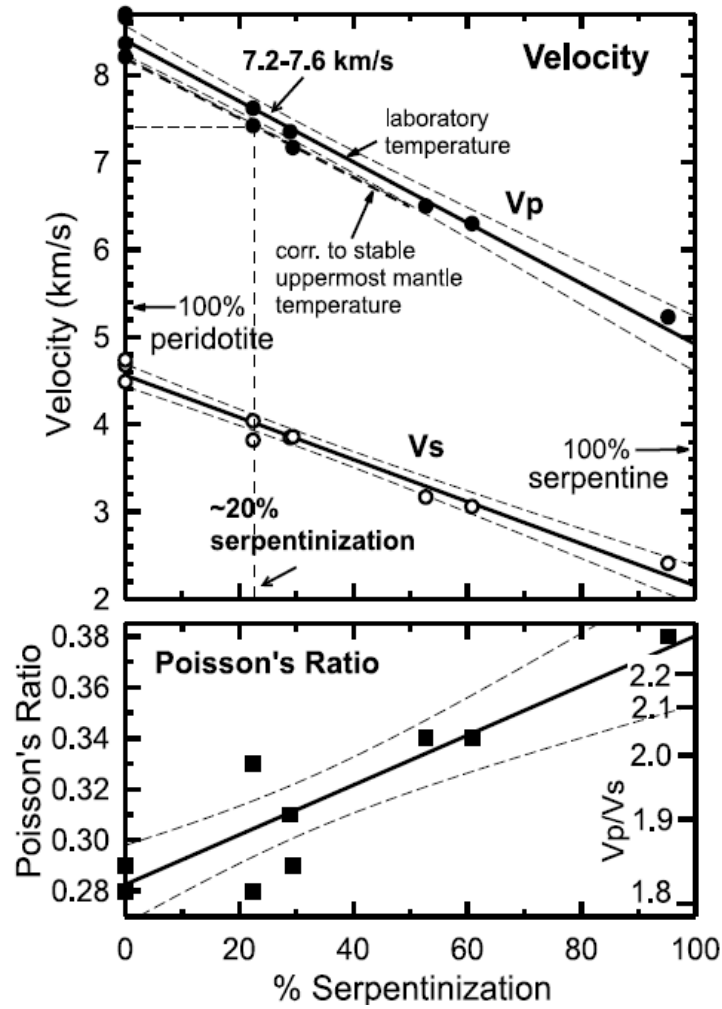 Velocity
7.2-7.6 km/s
laboratory
temperature
Vp
corr. to stable
uppermost mantle
temperature
100%
peridotite
Vs
100%
serpentine
~20%
serpentinization
Velocity (km/s)
8
7
6
5
4
3
2
Poisson's Ratio
Poisson's Ratio
0.38
0.36
0.34
0.32
0.30
0.28
2.2
2.1
2.0
1.9
1.8
Vp/Vs
0
20
40
60
80
100
% Serpentinization